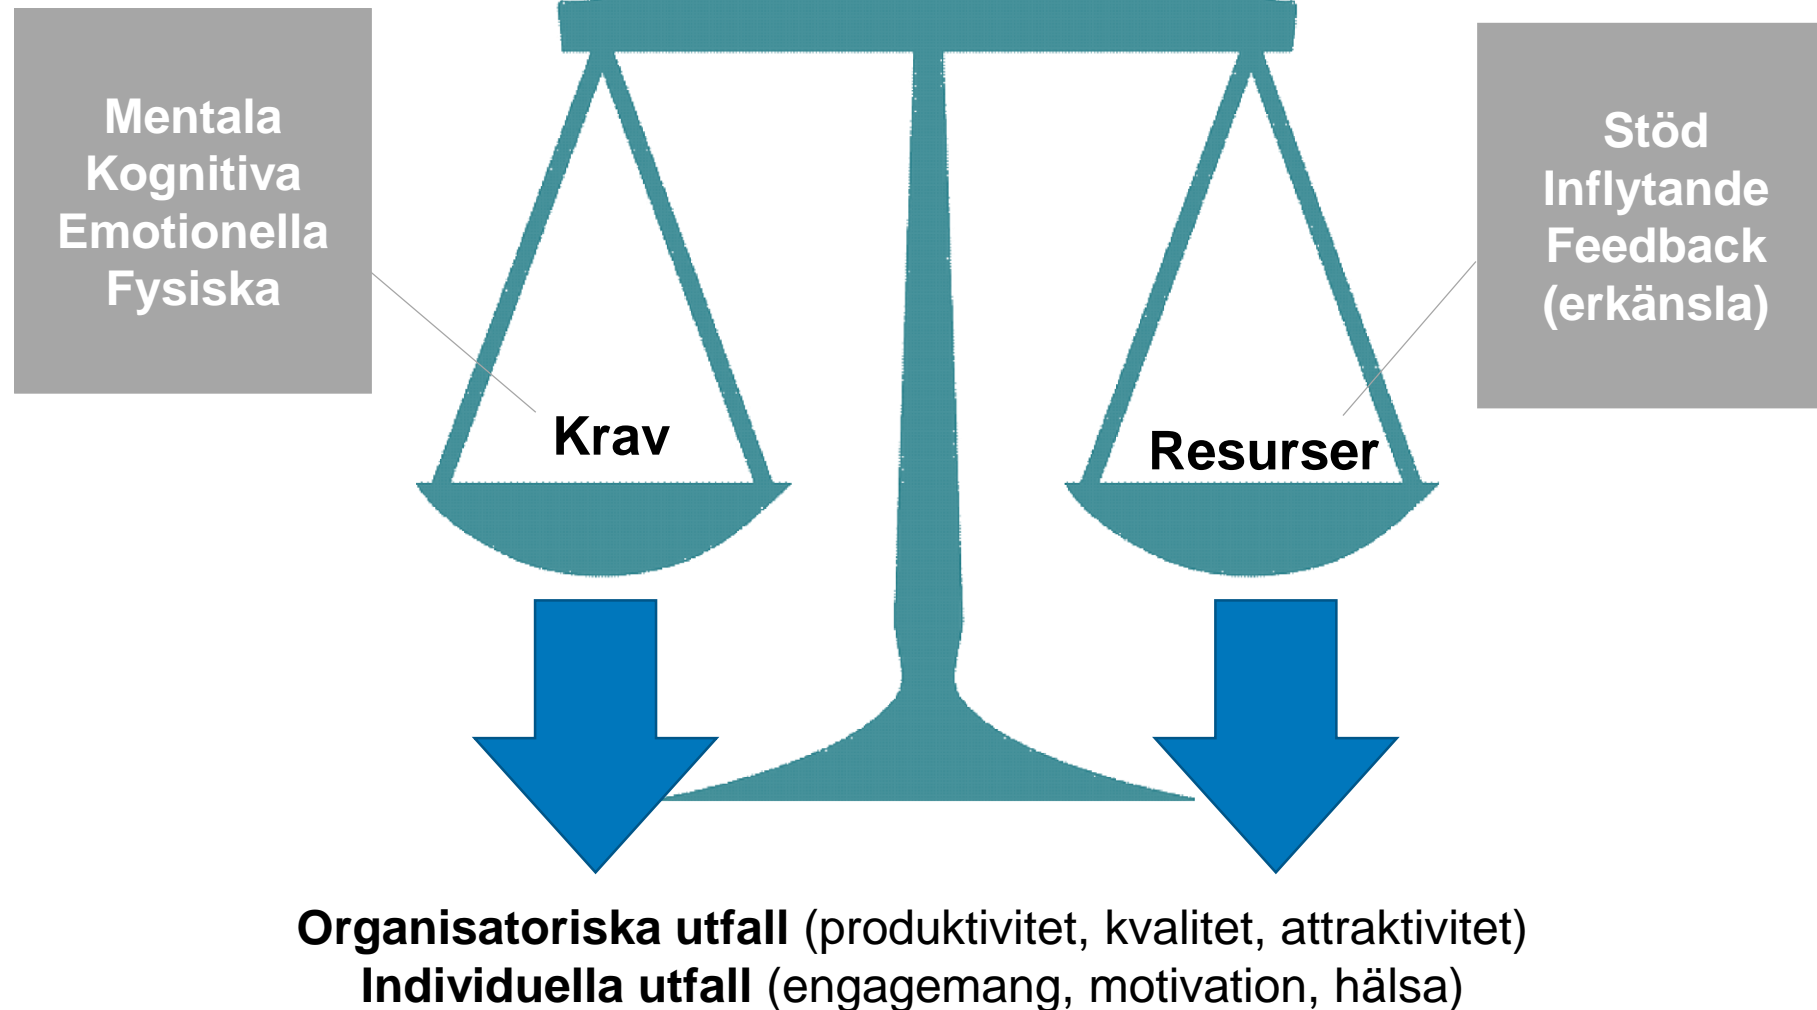 Mentala
Kognitiva
Emotionella
Fysiska
Stöd
Inflytande
Feedback
(erkänsla)
Krav
Resurser
Organisatoriska utfall (produktivitet, kvalitet, attraktivitet)
Individuella utfall (engagemang, motivation, hälsa)